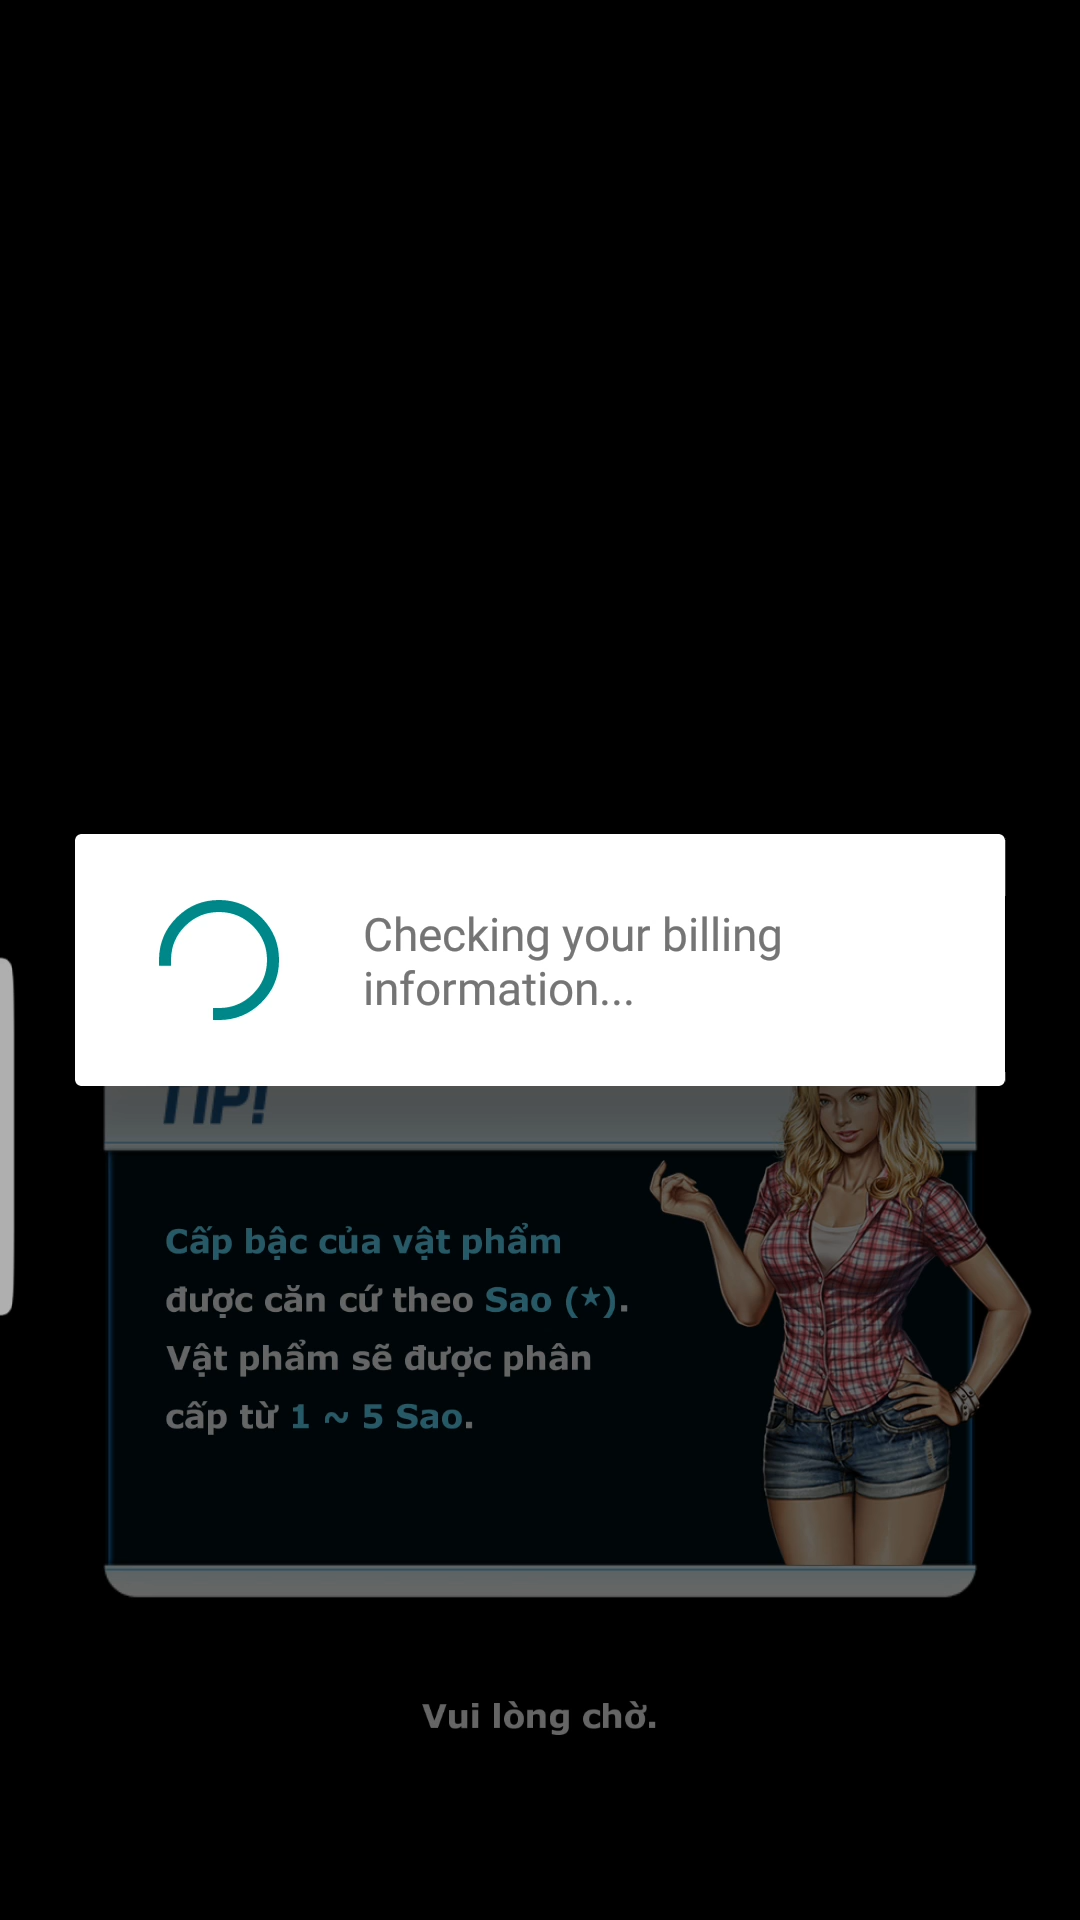 Checking your billing
information...
TIP!
Cấp bậc của vật phẩm
được căn cứ theo Sao (★).
Vật phẩm sẽ được phân
cấp từ 1 ~ 5 Sao.
Vui lòng chờ.